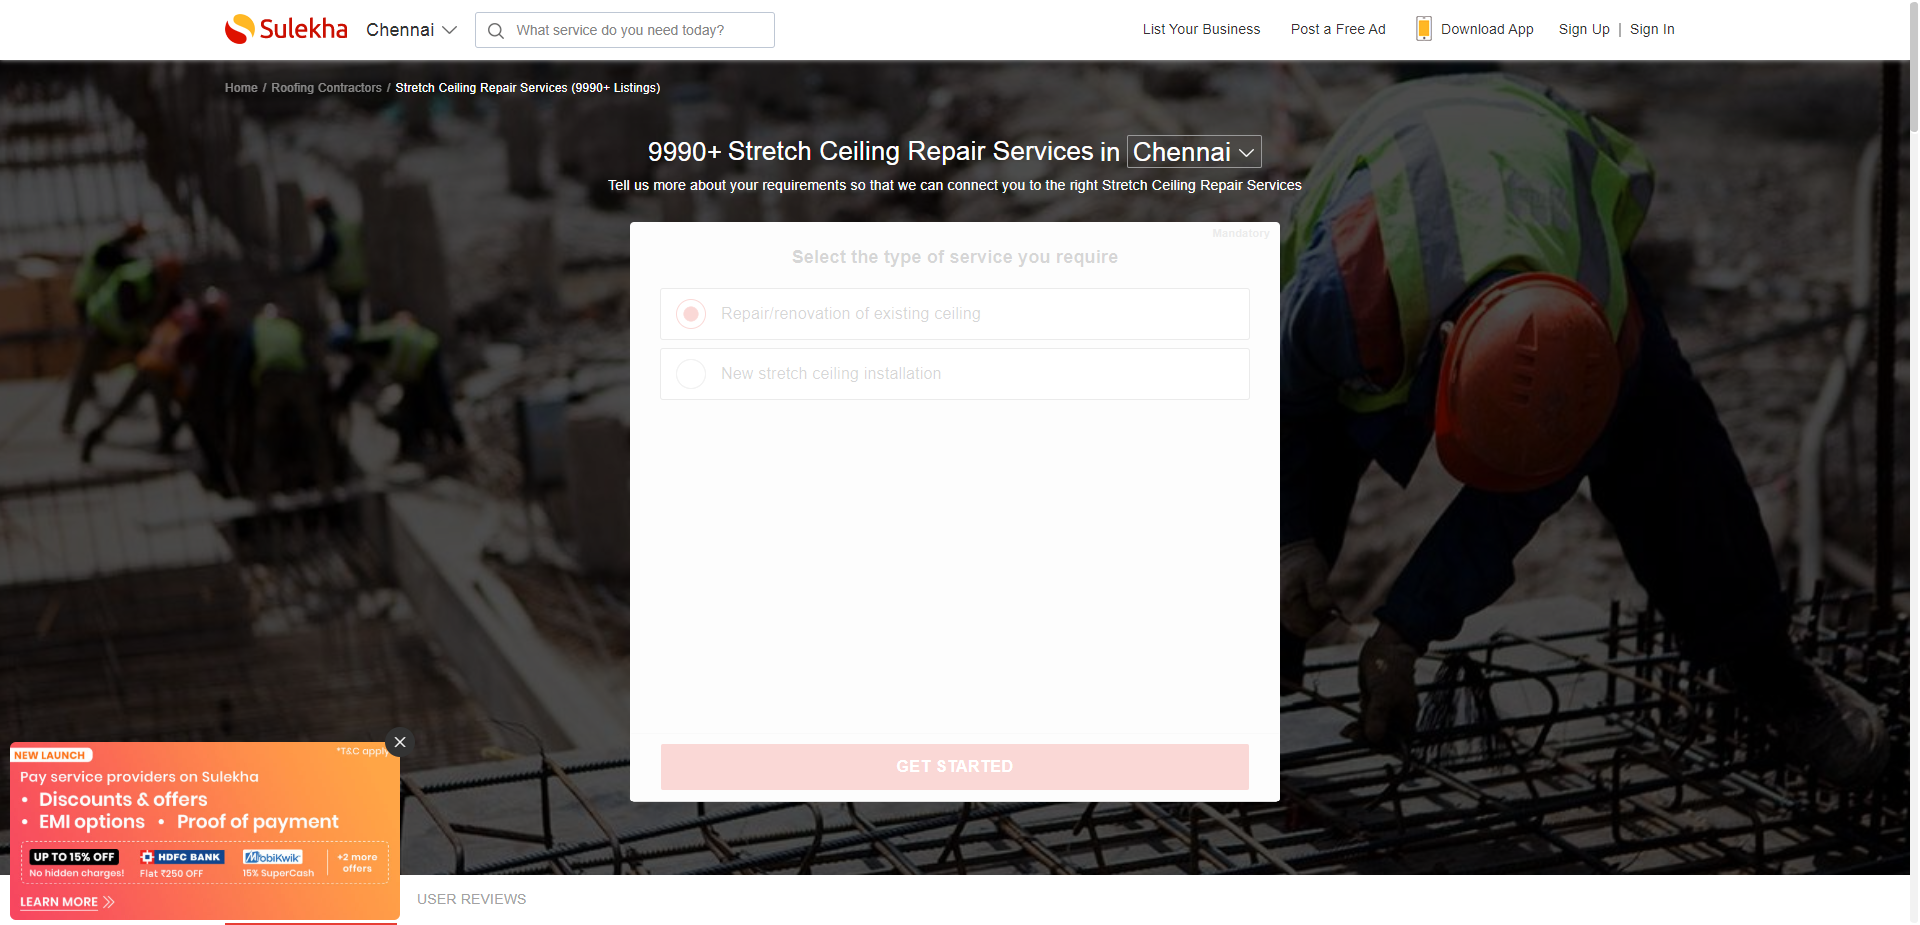 Sulekha
Chennai
What service do you need today?
List Your Business
Post a Free Ad
Download App
Sign Up | Sign In
Home / Roofing Contractors / Stretch Ceiling Repair Services (9990+ Listings)
9990+ Stretch Ceiling Repair Services in Chennai
Tell us more about your requirements so that we can connect you to the right Stretch Ceiling Repair Services
Mandatory
Select the type of service you require
Repair/renovation of existing ceiling
New stretch ceiling installation
GET STARTED
NEW LAUNCH
*T&C apply
Pay service providers on Sulekha
• Discounts & offers
• EMI options • Proof of payment
UP TO 15% OFF
No hidden charges!
HDFC BANK
Flat ₹250 OFF
MobiKwik
15% SuperCash
+2 more
offers
LEARN MORE
USER REVIEWS